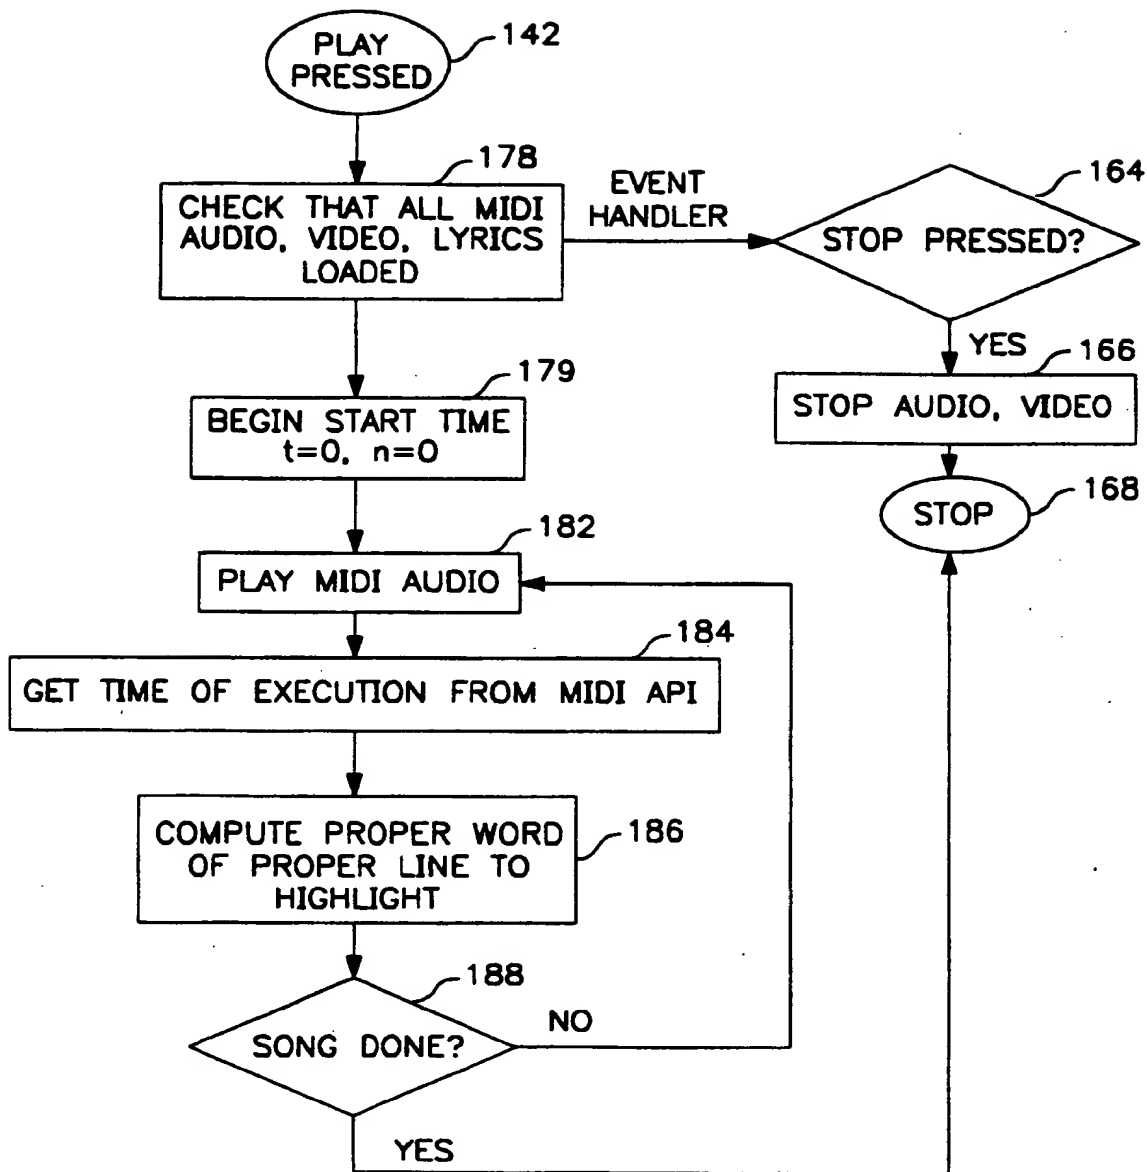 PLAY
PRESSED
142
178
CHECK THAT ALL MIDI
AUDIO, VIDEO, LYRICS
LOADED
EVENT
HANDLER
164
STOP PRESSED?
YES
166
STOP AUDIO, VIDEO
168
STOP
179
BEGIN START TIME
t=0, n=0
182
PLAY MIDI AUDIO
184
GET TIME OF EXECUTION FROM MIDI API
COMPUTE PROPER WORD
OF PROPER LINE TO
HIGHLIGHT
186
188
SONG DONE?
NO
YES